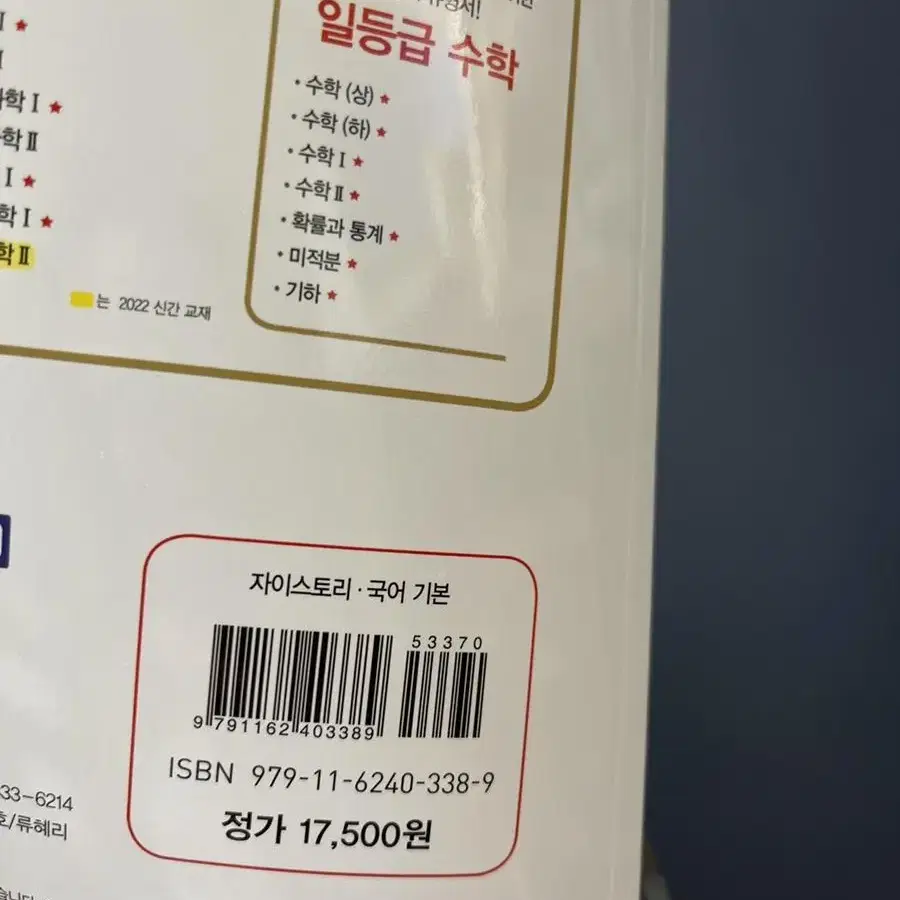 일등급 수학
• 수학 (상) ★
• 수학 (하) ★
• 수학 I ★
• 수학 II ★
• 확률과 통계 ★
• 미적분 ★
• 기하 ★
I ★
I
학 I ★
학 II
I ★
학 I ★
학 II
는 2022 신간 교재
자이스토리 · 국어 기본
53370
9 791162 403389
ISBN 979-11-6240-338-9
정가 17,500원
33-6214
호/류혜리